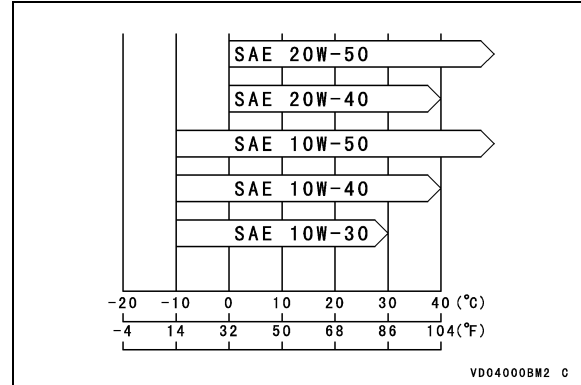 SAE 20W-50
SAE 20W-40
SAE 10W-50
SAE 10W-40
SAE 10W-30
-20 -10 0 10 20 30 40 (°C)
-4 14 32 50 68 86 104(°F)
VD04000BM2 C